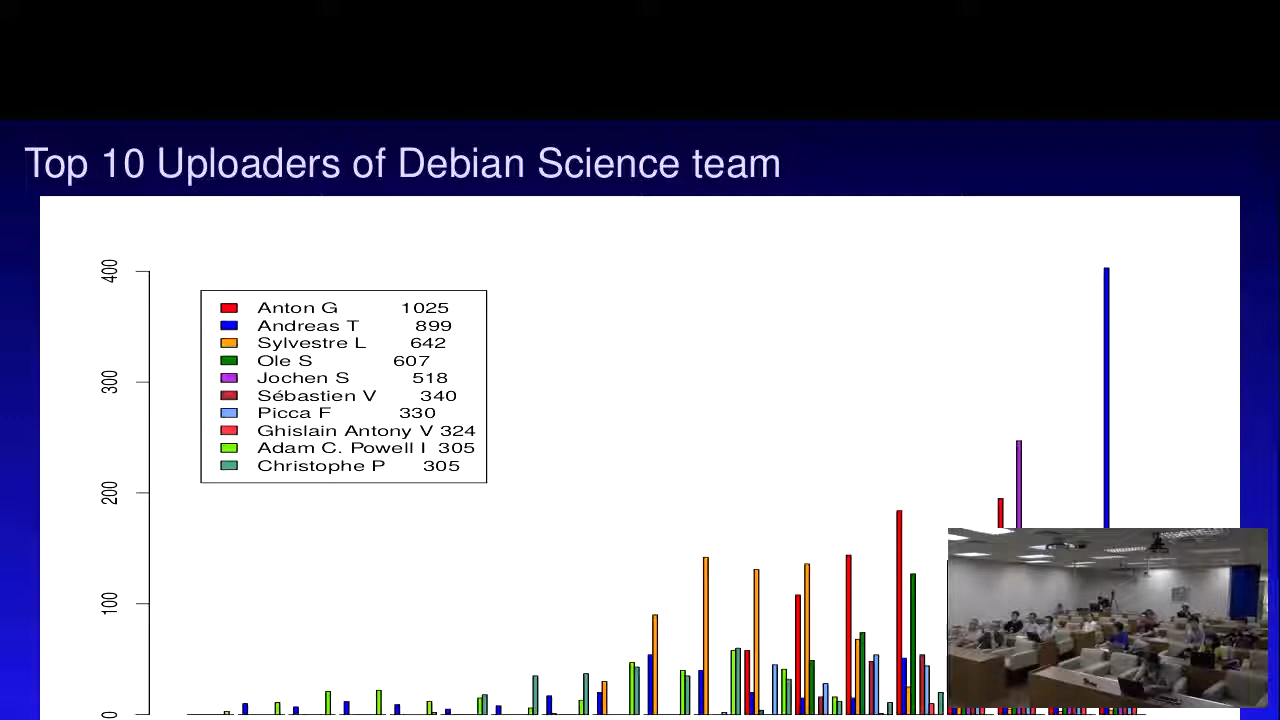 Top 10 Uploaders of Debian Science team
400
300
200
100
0
Anton G 1025
Andreas T 899
Sylvestre L 642
Ole S 607
Jochen S 518
Sébastien V 340
Picca F 330
Ghislain Antony V 324
Adam C. Powell I 305
Christophe P 305